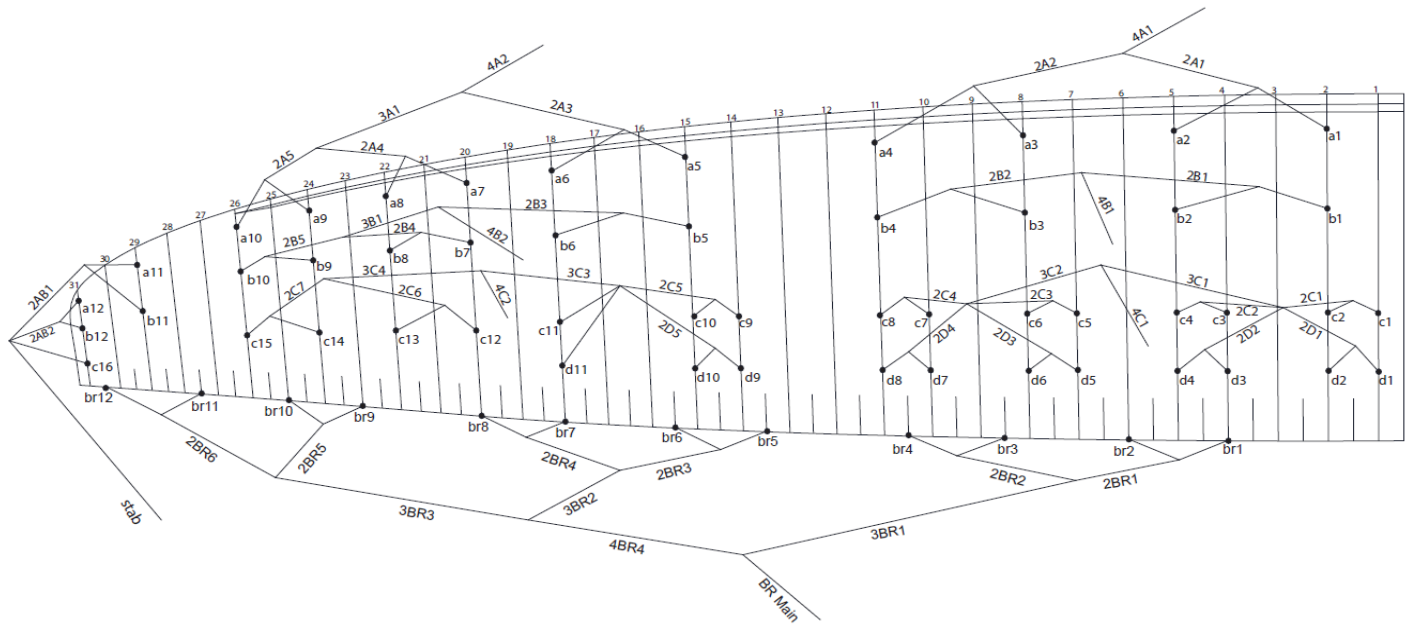 4A1
4A2
2A2
2A1
3A1
2A3
1
2
3
4
5
6
7
8
9
10
11
12
13
14
15
16
17
18
19
20
21
22
23
24
25
26
27
28
29
30
31
2A4
2A5
a1
a2
a3
a4
a5
a6
a7
a8
a9
a10
a11
a12
2B2
2B1
4B1
2B3
3B1
2B4
2B5
4B2
b1
b2
b3
b4
b5
b6
b7
b8
b9
b10
b11
b12
2AB1
2AB2
3C4
3C3
3C2
3C1
2C7
2C6
4C2
2C5
2C4
2C3
4C1
2C2
2C1
c1
c2
c3
c4
c5
c6
c7
c8
c9
c10
c11
c12
c13
c14
c15
c16
2D5
2D4
2D3
2D2
2D1
d1
d2
d3
d4
d5
d6
d7
d8
d9
d10
d11
br12
br11
br10
br9
br8
br7
br6
br5
br4
br3
br2
br1
2BR6
2BR5
2BR4
2BR3
2BR2
2BR1
3BR3
3BR2
3BR1
4BR4
stab
BR Main